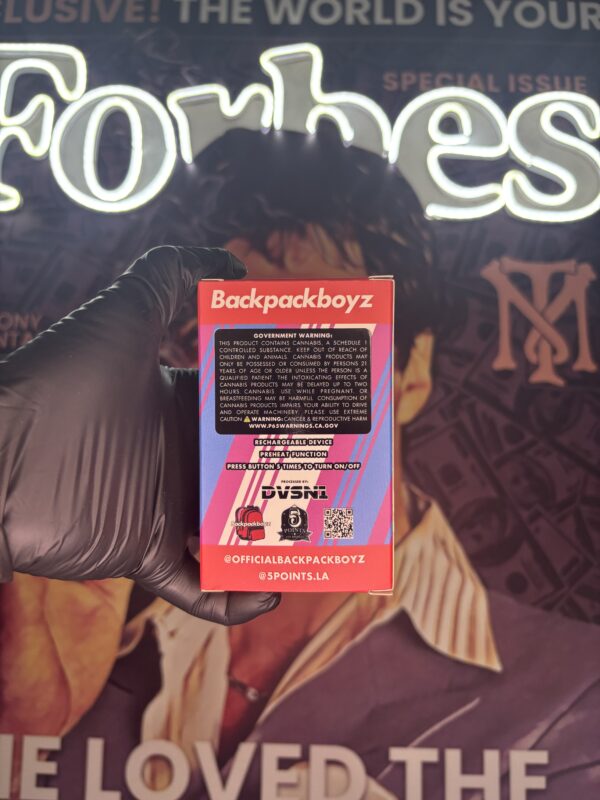 CLUSIVE! THE WORLD IS YOUR
SPECIAL ISSUE
Forbes
ONY
TM
Backpackboyz
GOVERNMENT WARNING:
THIS PRODUCT CONTAINS CANNABIS, A SCHEDULE I
CONTROLLED SUBSTANCE. KEEP OUT OF REACH OF
CHILDREN AND ANIMALS. CANNABIS PRODUCTS MAY
ONLY BE POSSESSED OR CONSUMED BY PERSONS 21
YEARS OF AGE OR OLDER UNLESS THE PERSON IS A
QUALIFIED PATIENT. THE INTOXICATING EFFECTS OF
CANNABIS PRODUCTS MAY BE DELAYED UP TO TWO
HOURS. CANNABIS USE WHILE PREGNANT OR
BREASTFEEDING MAY BE HARMFUL. CONSUMPTION OF
CANNABIS PRODUCTS IMPAIRS YOUR ABILITY TO DRIVE
AND OPERATE MACHINERY. PLEASE USE EXTREME
CAUTION ⚠ WARNING: CANCER & REPRODUCTIVE HARM
WWW.P65WARNINGS.CA.GOV
RECHARGEABLE DEVICE
PREHEAT FUNCTION
PRESS BUTTON 5 TIMES TO TURN ON/OFF
PROCESSED BY:
DVSN1
Backpackboyz
5
POINTS
@OFFICIALBACKPACKBOYZ
@5POINTS.LA
HE LOVED THE